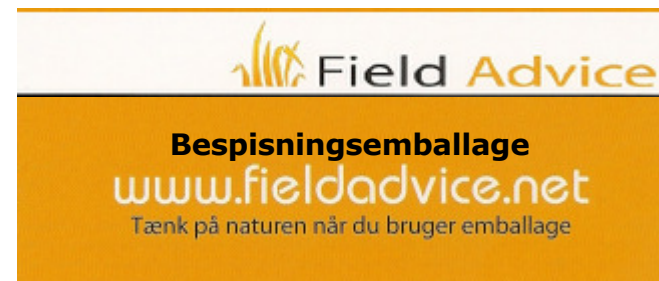 Field Advice
Bespisningsemballage
www.fieldadvice.net
Tænk på naturen når du bruger emballage